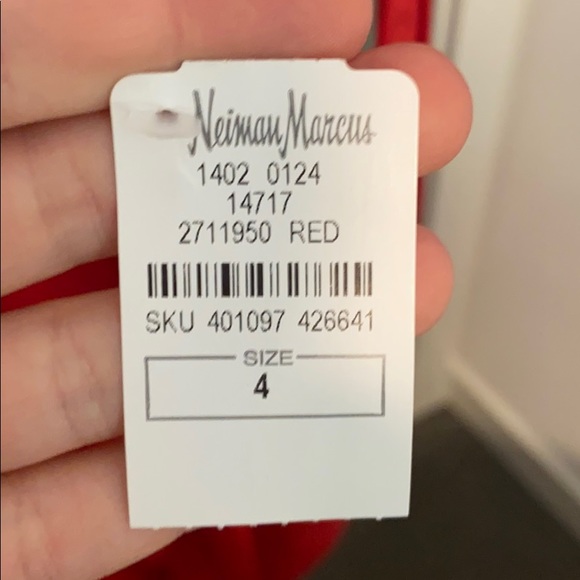 Neiman Marcus
1402 0124
14717
2711950 RED
SKU 401097 426641
SIZE
4